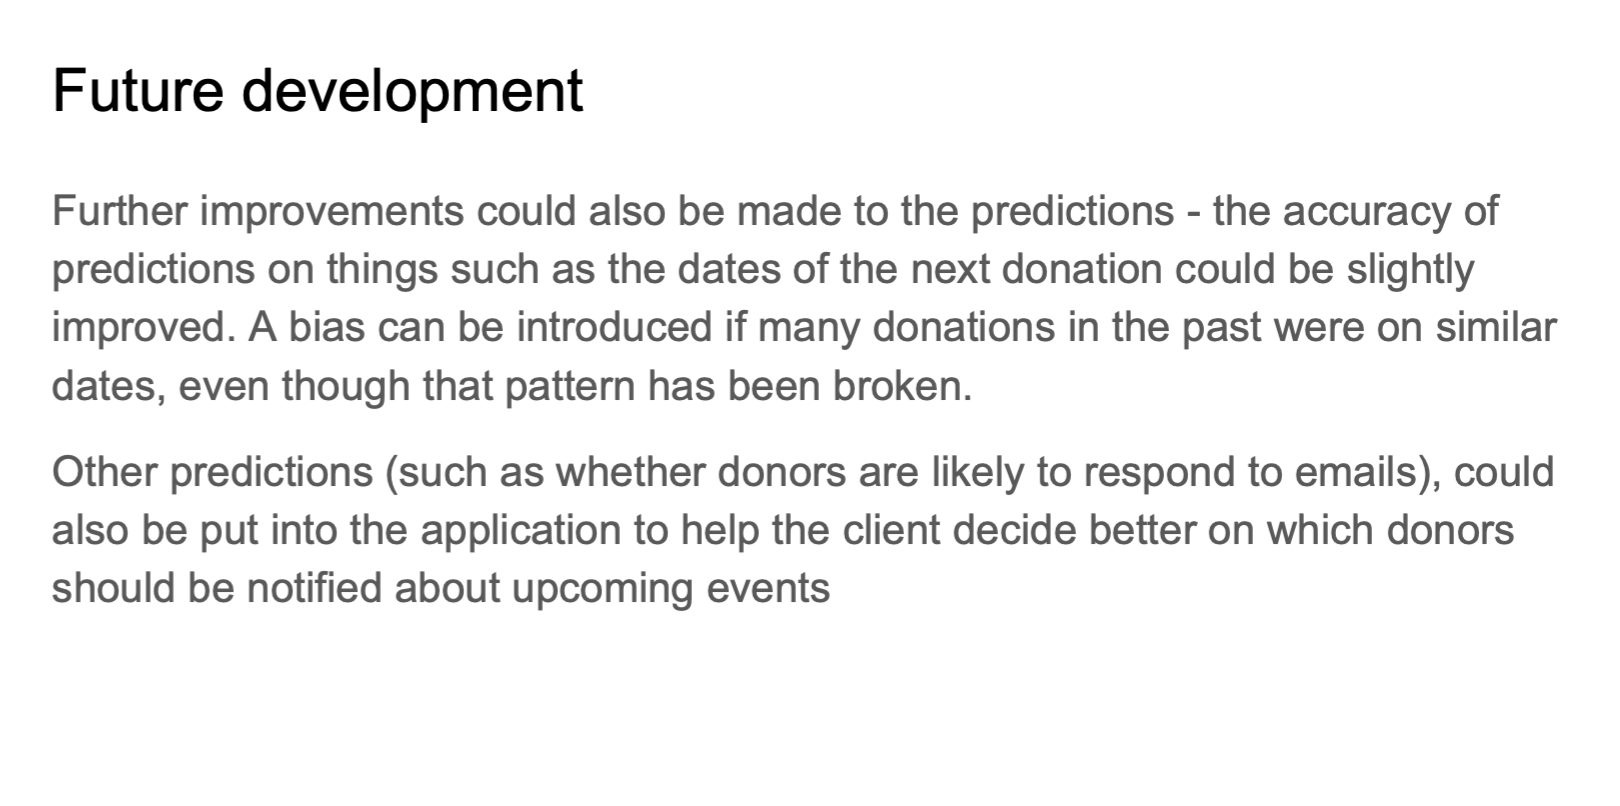 Future development
Further improvements could also be made to the predictions - the accuracy of
predictions on things such as the dates of the next donation could be slightly
improved. A bias can be introduced if many donations in the past were on similar
dates, even though that pattern has been broken.
Other predictions (such as whether donors are likely to respond to emails), could
also be put into the application to help the client decide better on which donors
should be notified about upcoming events